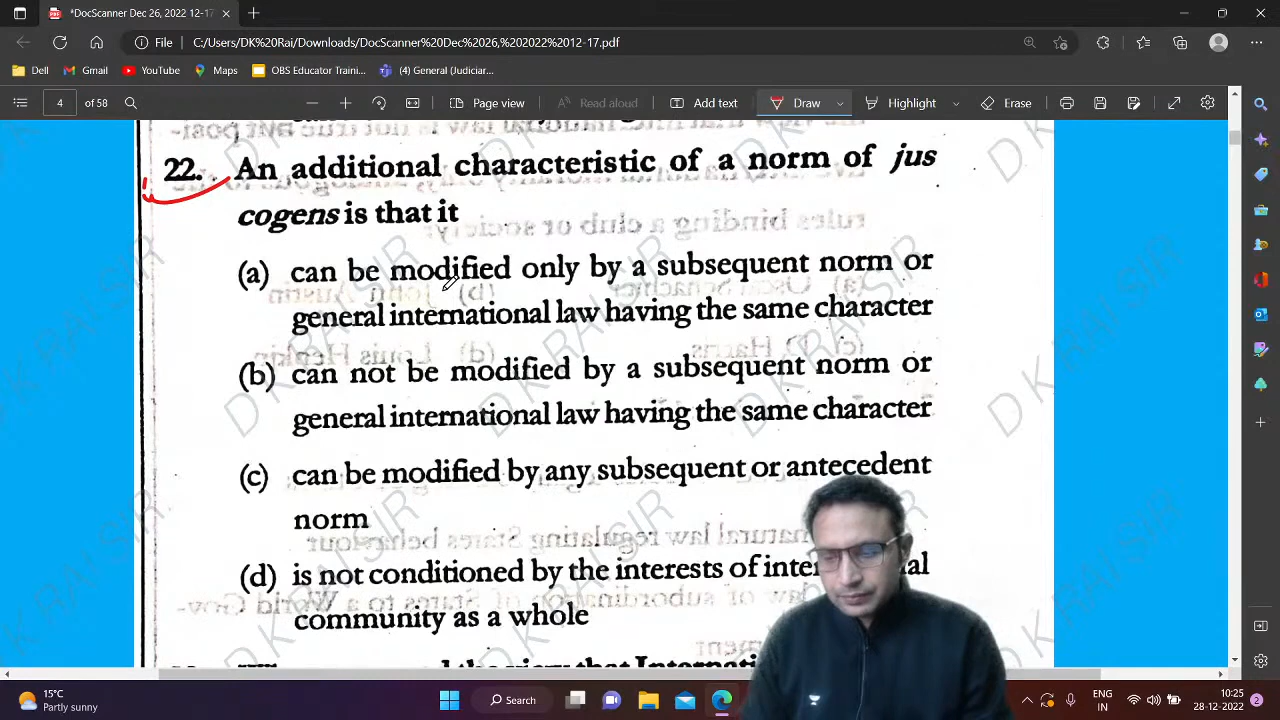 *DocScanner Dec 26, 2022 12-17
File
C:/Users/DK%20Rai/Downloads/DocScanner%20Dec%2026,%202022%2012-17.pdf
Dell
Gmail
YouTube
Maps
OBS Educator Traini...
(4) General (Judiciar...
4
of 58
Page view
Read aloud
Add text
Draw
Highlight
Erase
22. An additional characteristic of a norm of jus
cogens is that it
(a) can be modified only by a subsequent norm or
general international law having the same character
(b) can not be modified by a subsequent norm or
general international law having the same character
(c) can be modified by any subsequent or antecedent
norm
(d) is not conditioned by the interests of inter al
community as a whole
D K RAI SIR
15°C
Partly sunny
Search
ENG
IN
10:25
28-12-2022
2